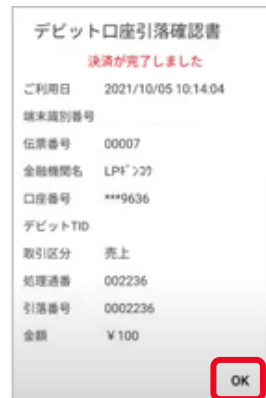 デビット口座引落確認書
決済が完了しました
ご利用日 2021/10/05 10:14:04
端末識別番号
伝票番号 00007
金融機関名 LPｷﾞﾝｺｳ
口座番号 ***9636
デビットTID
取引区分 売上
処理通番 002236
引落番号 0002236
金額 ￥100
OK